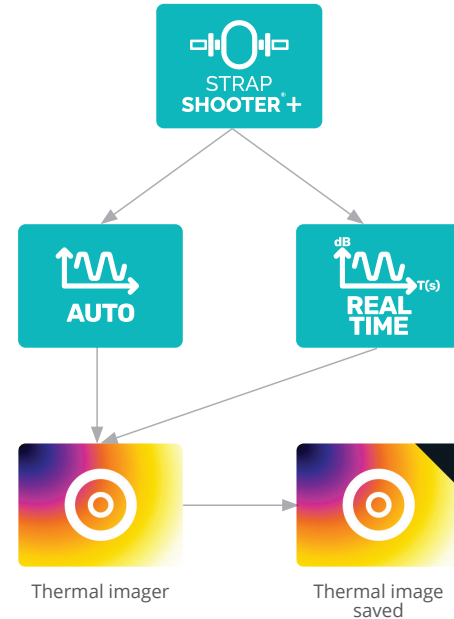 STRAP
SHOOTER®+
AUTO
dB
T(s)
REAL
TIME
Thermal imager
Thermal image
saved